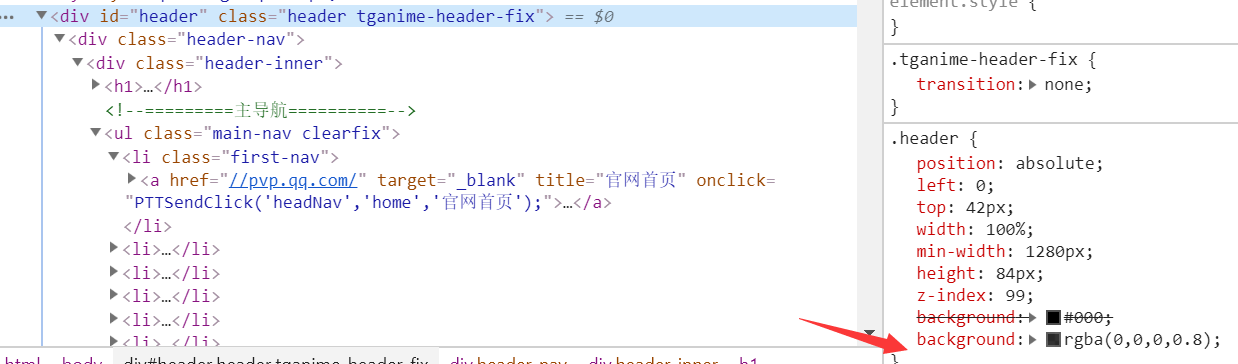 <div id="header" class="header tganime-header-fix"> == $0
<div class="header-nav">
<div class="header-inner">
<h1>…</h1>
<!--=========主导航==========-->
<ul class="main-nav clearfix">
<li class="first-nav">
<a href="//pvp.qq.com/" target="_blank" title="官网首页" onclick=
"PTTSendClick('headNav','home','官网首页');">…</a>
</li>
<li>…</li>
<li>…</li>
<li>…</li>
<li>…</li>
<li>…</li>
html body div#header.header.tganime-header-fix div.header-nav div.header-inner h1
element.style {
}
.tganime-header-fix {
transition: none;
}
.header {
position: absolute;
left: 0;
top: 42px;
width: 100%;
min-width: 1280px;
height: 84px;
z-index: 99;
background: #000;
background: rgba(0,0,0,0.8);
}